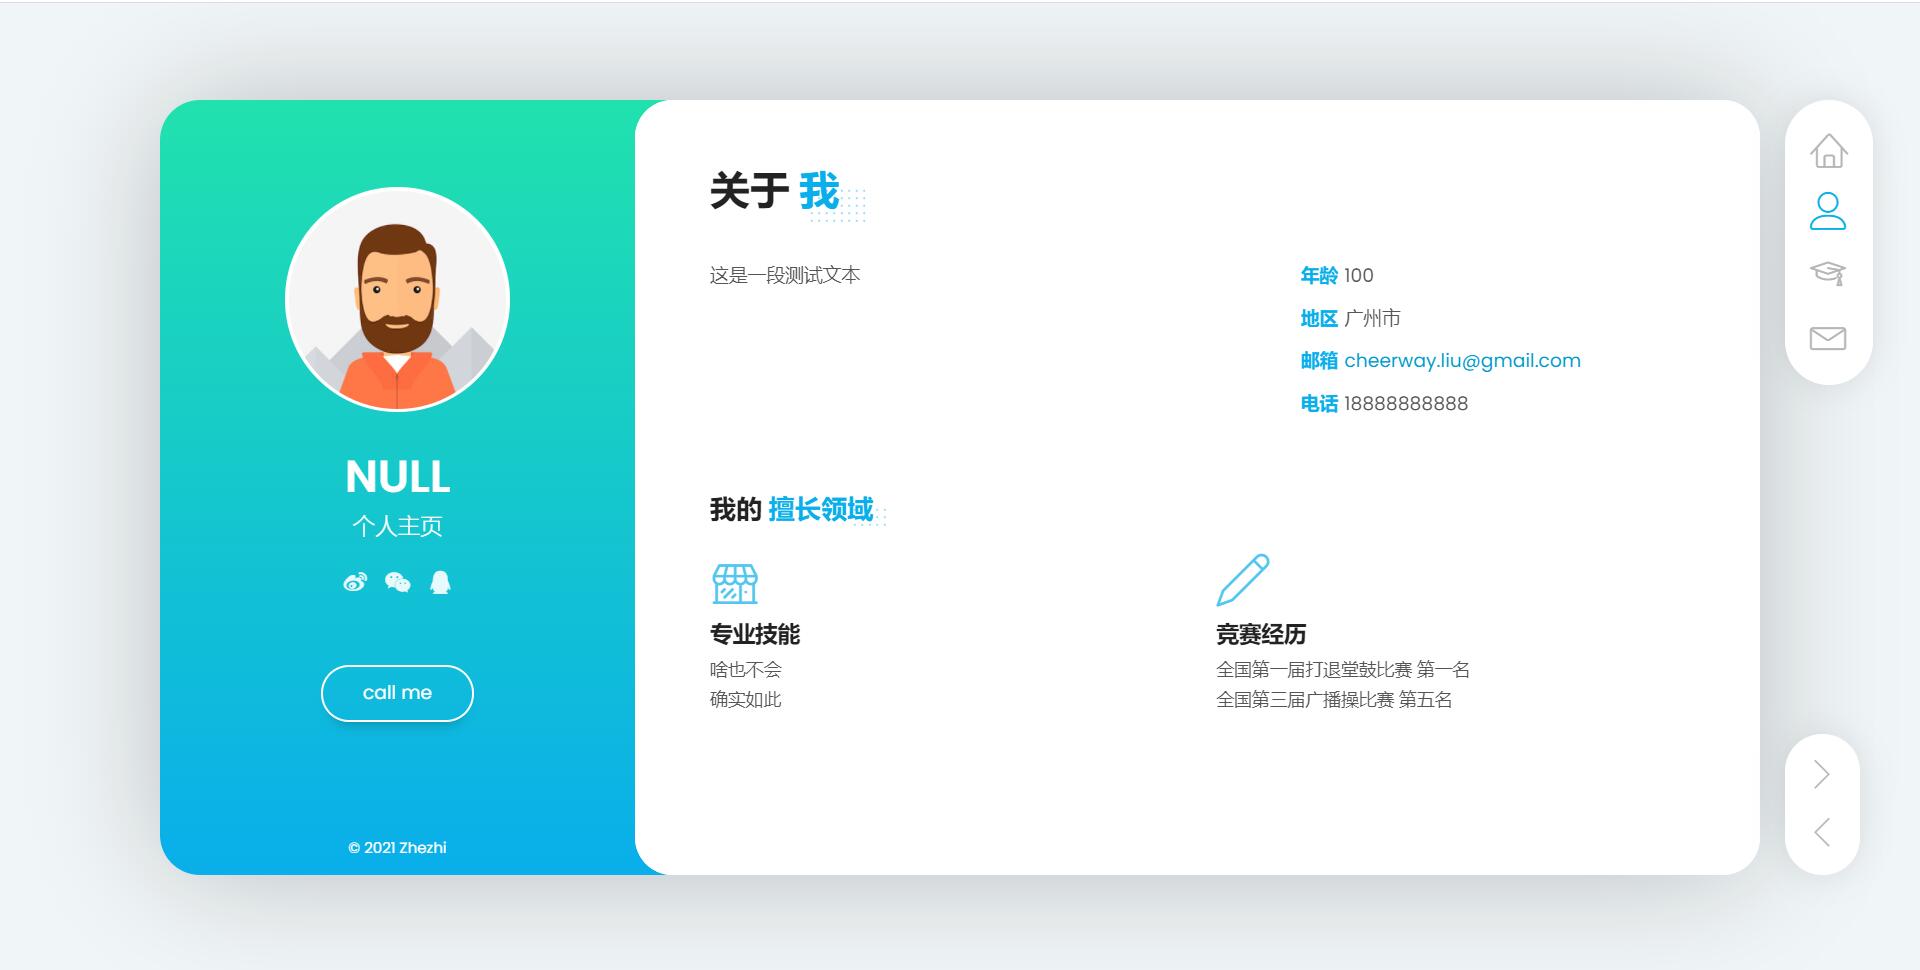 NULL
个人主页
call me
© 2021 Zhezhi
关于 我
这是一段测试文本
年龄 100
地区 广州市
邮箱 cheerway.liu@gmail.com
电话 18888888888
我的 擅长领域
专业技能
啥也不会
确实如此
竞赛经历
全国第一届打退堂鼓比赛 第一名
全国第三届广播操比赛 第五名